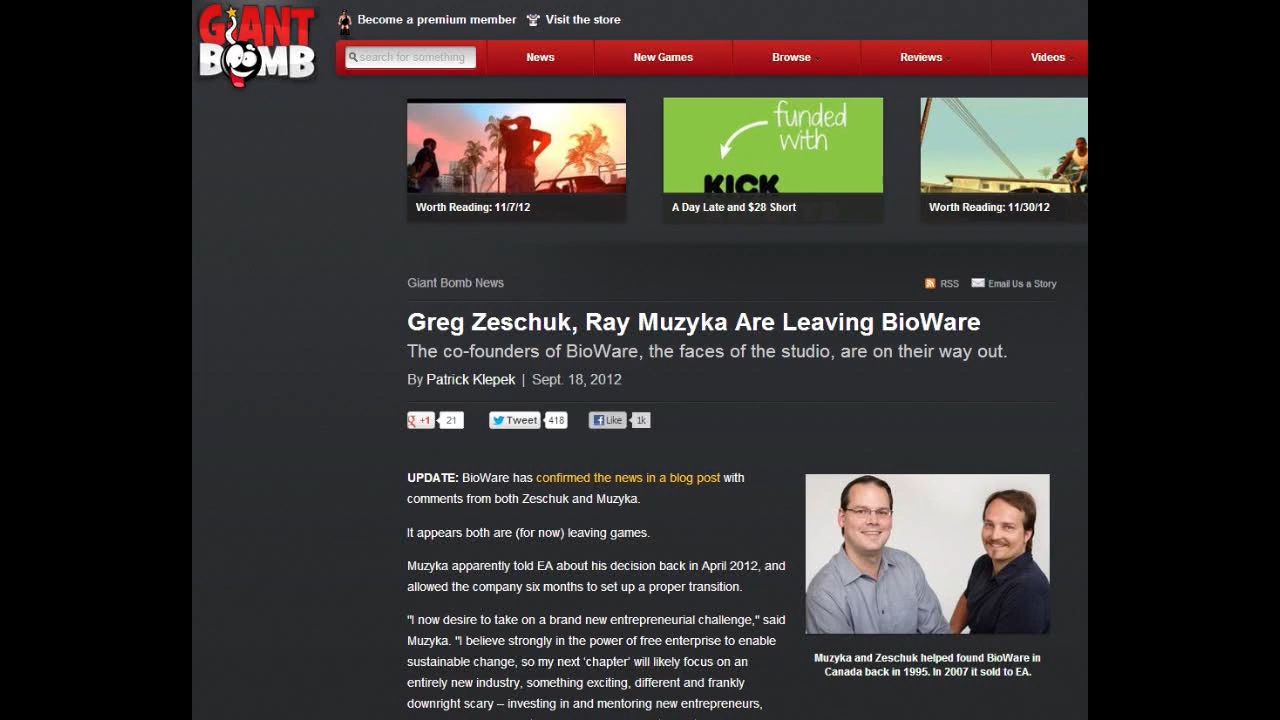 GIANT BOMB
Become a premium member Visit the store
search for something News New Games Browse Reviews Videos
funded
with
KICK
Worth Reading: 11/7/12 A Day Late and $28 Short Worth Reading: 11/30/12
Giant Bomb News RSS Email Us a Story
Greg Zeschuk, Ray Muzyka Are Leaving BioWare
The co-founders of BioWare, the faces of the studio, are on their way out.
By Patrick Klepek | Sept. 18, 2012
g +1 21 Tweet 418 Like 1k
UPDATE: BioWare has confirmed the news in a blog post with
comments from both Zeschuk and Muzyka.
It appears both are (for now) leaving games.
Muzyka apparently told EA about his decision back in April 2012, and
allowed the company six months to set up a proper transition.
"I now desire to take on a brand new entrepreneurial challenge," said
Muzyka. "I believe strongly in the power of free enterprise to enable
sustainable change, so my next ‘chapter’ will likely focus on an
entirely new industry, something exciting, different and frankly
downright scary – investing in and mentoring new entrepreneurs,
Muzyka and Zeschuk helped found BioWare in
Canada back in 1995. In 2007 it sold to EA.